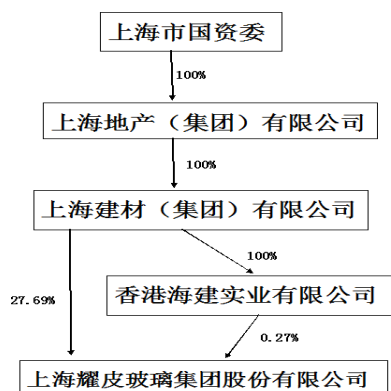 上海市国资委
100%
上海地产（集团）有限公司
100%
上海建材（集团）有限公司
100%
27.69%
香港海建实业有限公司
0.27%
上海耀皮玻璃集团股份有限公司